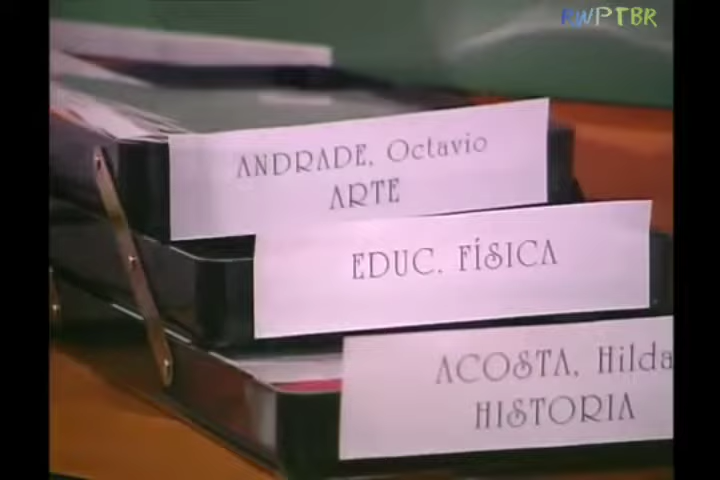 RWPTBR
ANDRADE, Octavio
ARTE
EDUC. FÍSICA
ACOSTA, Hilda
HISTORIA